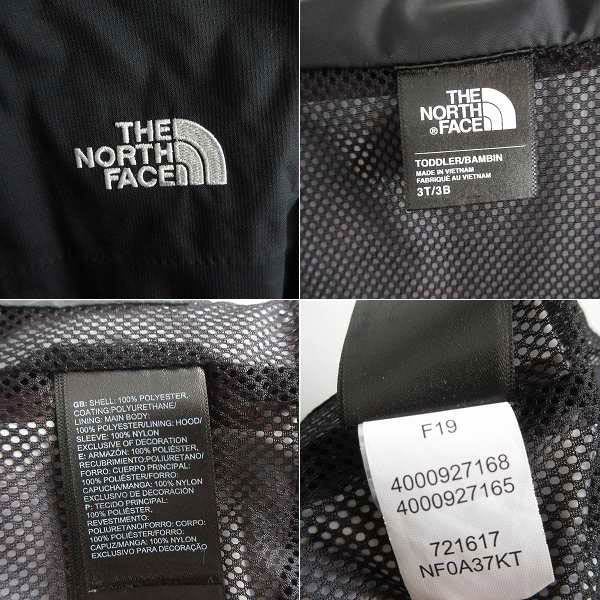 THE
NORTH
FACE
THE
NORTH
®FACE
TODDLER/BAMBIN
MADE IN VIETNAM
FABRIQUÉ AU VIETNAM
3T/3B
GB: SHELL: 100% POLYESTER,
COATING:POLYURETHANE/
LINING: MAIN BODY:
100% POLYESTER/LINING: HOOD/
SLEEVE: 100% NYLON
EXCLUSIVE OF DECORATION
E: ARMAZÓN: 100% POLIÉSTER,
RECUBRIMIENTO:POLIURETANO/
FORRO: CUERPO PRINCIPAL:
100% POLIÉSTER/FORRO:
CAPUCHA/MANGA: 100% NYLON
EXCLUSIVO DE DECORACIÓN
P: TECIDO PRINCIPAL:
100% POLIÉSTER,
REVESTIMENTO:
POLIURETANO/FORRO: CORPO:
100% POLIÉSTER/FORRO:
CAPUZ/MANGA: 100% NYLON
EXCLUSIVO PARA DECORAÇÃO
F19
4000927168
4000927165
721617
NF0A37KT